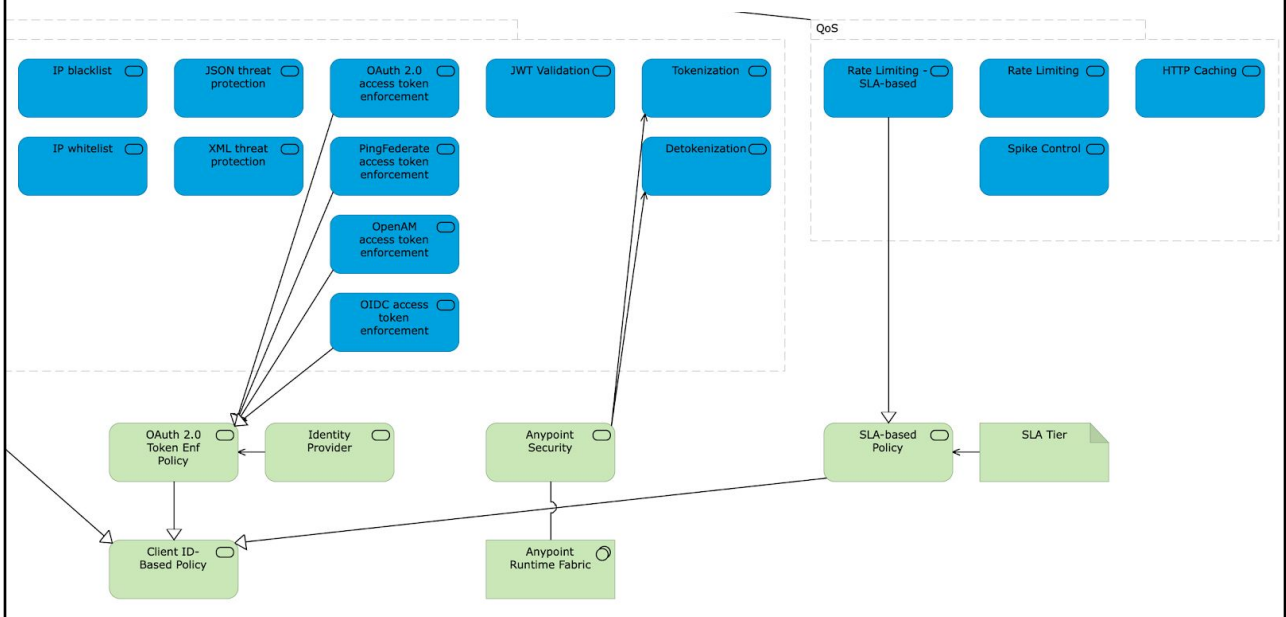 QoS
IP blacklist
JSON threat
protection
OAuth 2.0
access token
enforcement
JWT Validation
Tokenization
Rate Limiting -
SLA-based
Rate Limiting
HTTP Caching
IP whitelist
XML threat
protection
PingFederate
access token
enforcement
Detokenization
Spike Control
OpenAM
access token
enforcement
OIDC access
token
enforcement
OAuth 2.0
Token Enf
Policy
Identity
Provider
Anypoint
Security
SLA-based
Policy
SLA Tier
Client ID-
Based Policy
Anypoint
Runtime Fabric